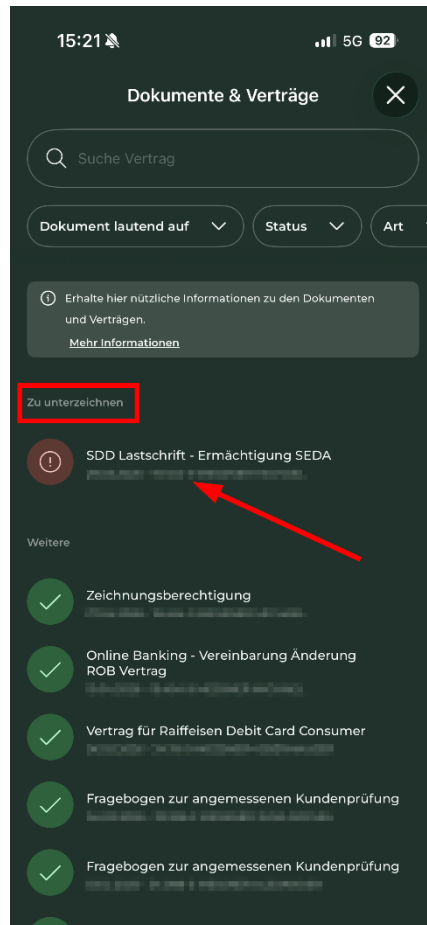 15:21
5G 92
Dokumente & Verträge
Suche Vertrag
Dokument lautend auf
Status
Art
Erhalte hier nützliche Informationen zu den Dokumenten
und Verträgen.
Mehr Informationen
Zu unterzeichnen
SDD Lastschrift - Ermächtigung SEDA
Weitere
Zeichnungsberechtigung
Online Banking - Vereinbarung Änderung
ROB Vertrag
Vertrag für Raiffeisen Debit Card Consumer
Fragebogen zur angemessenen Kundenprüfung
Fragebogen zur angemessenen Kundenprüfung